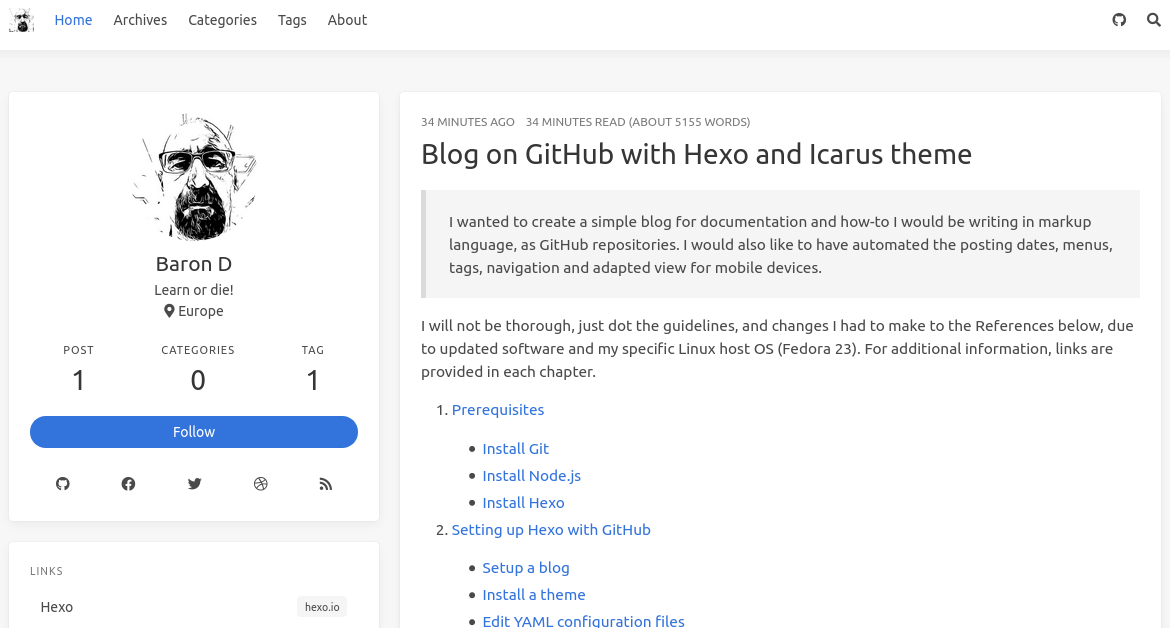 Home Archives Categories Tags About
Baron D
Learn or die!
Europe
POST CATEGORIES TAG
1 0 1
Follow
LINKS
Hexo hexo.io
34 MINUTES AGO 34 MINUTES READ (ABOUT 5155 WORDS)
Blog on GitHub with Hexo and Icarus theme
I wanted to create a simple blog for documentation and how-to I would be writing in markup
language, as GitHub repositories. I would also like to have automated the posting dates, menus,
tags, navigation and adapted view for mobile devices.
I will not be thorough, just dot the guidelines, and changes I had to make to the References below, due
to updated software and my specific Linux host OS (Fedora 23). For additional information, links are
provided in each chapter.
1. Prerequisites
• Install Git
• Install Node.js
• Install Hexo
2. Setting up Hexo with GitHub
• Setup a blog
• Install a theme
• Edit YAML configuration files